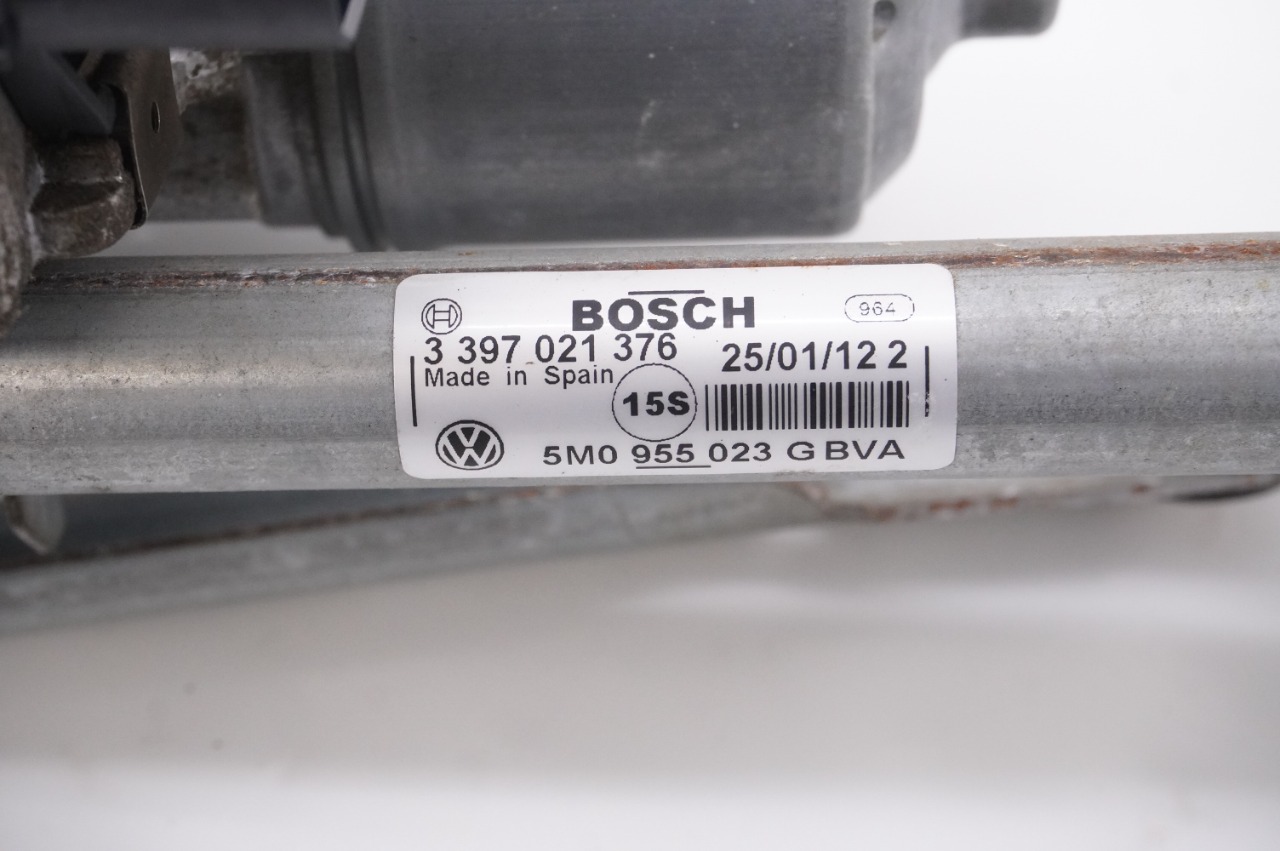 BOSCH 964
3 397 021 376 25/01/12 2
Made in Spain 15S
5M0 955 023 G BVA